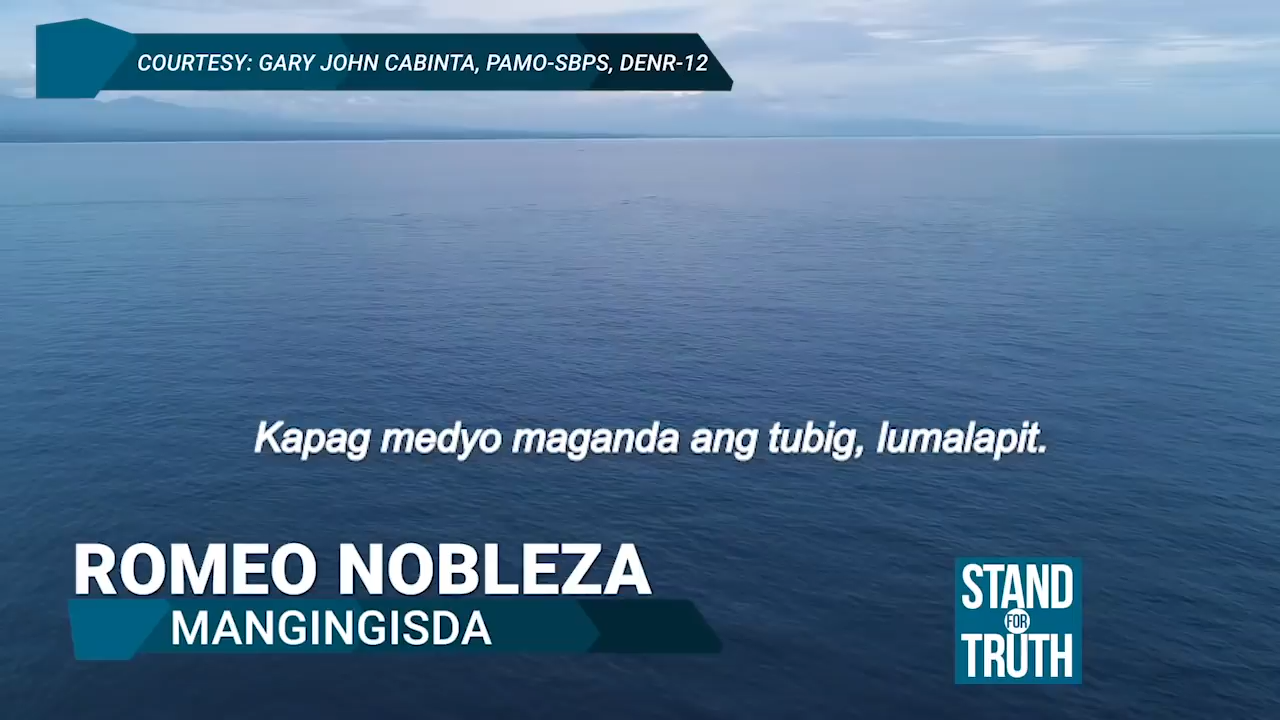 COURTESY: GARY JOHN CABINTA, PAMO-SBPS, DENR-12
Kapag medyo maganda ang tubig, lumalapit.
ROMEO NOBLEZA
MANGINGISDA
STAND
FOR
TRUTH